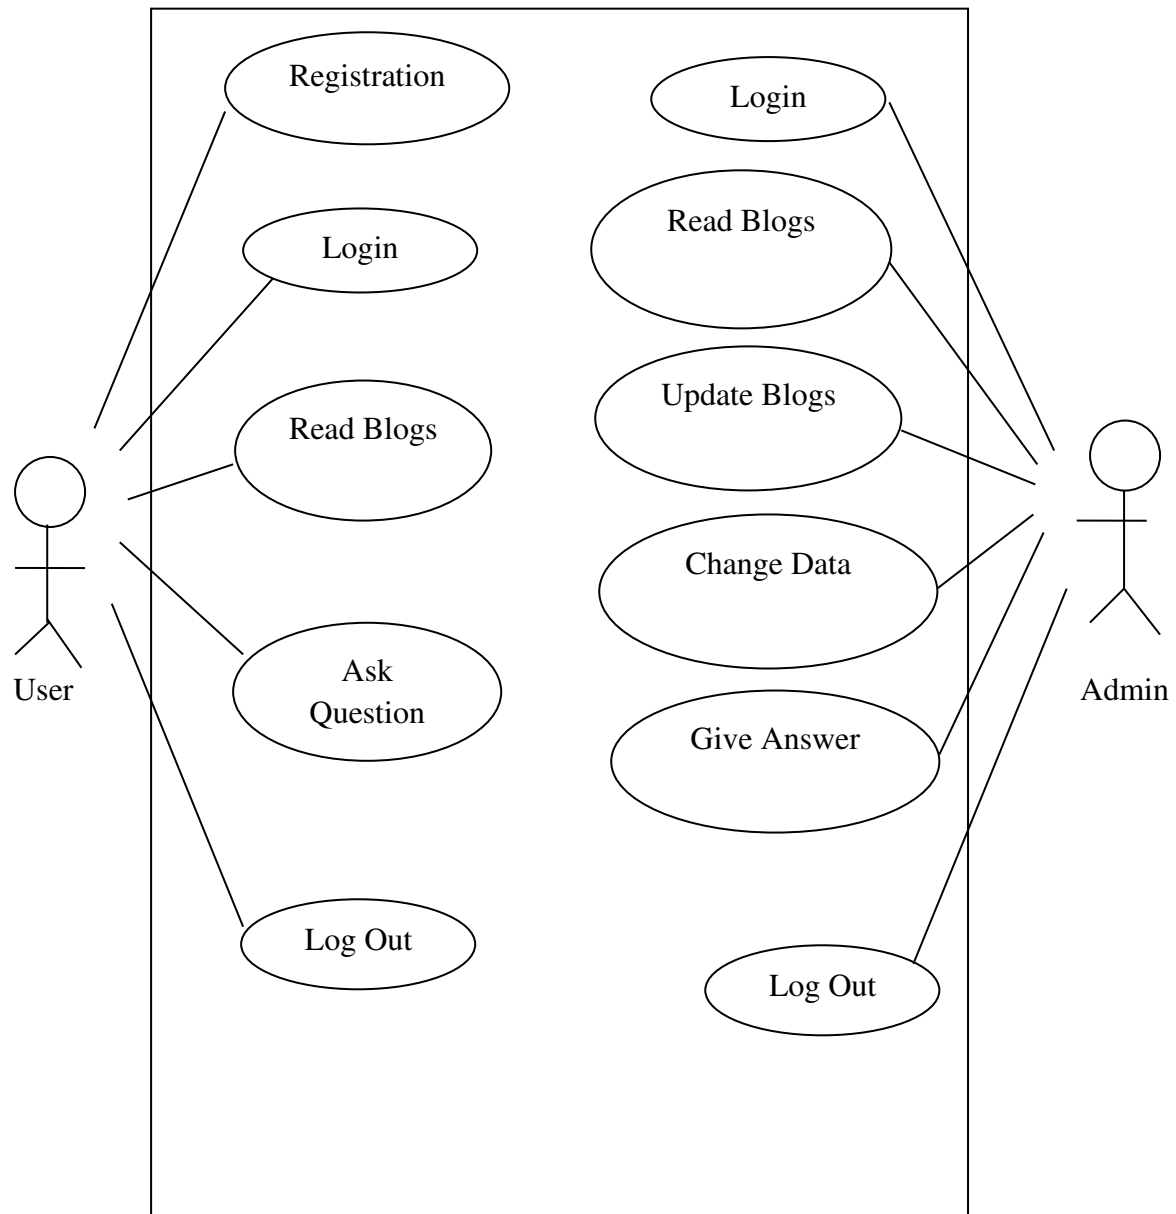 Registration
Login
Read Blogs
Ask
Question
Log Out
User
Login
Read Blogs
Update Blogs
Change Data
Give Answer
Log Out
Admin